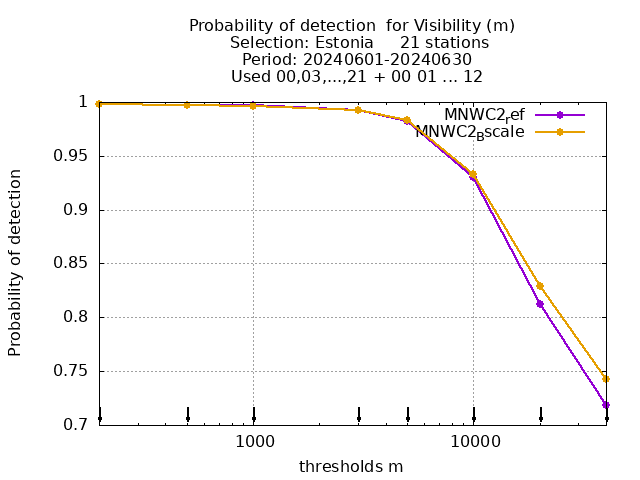 Probability of detection  for Visibility (m)
Selection: Estonia     21 stations
Period: 20240601-20240630
Used 00,03,...,21 + 00 01 ... 12
MNWC2ref
MNWC2Bscale
1
0.95
0.9
0.85
0.8
0.75
0.7
Probability of detection
1000
10000
thresholds m